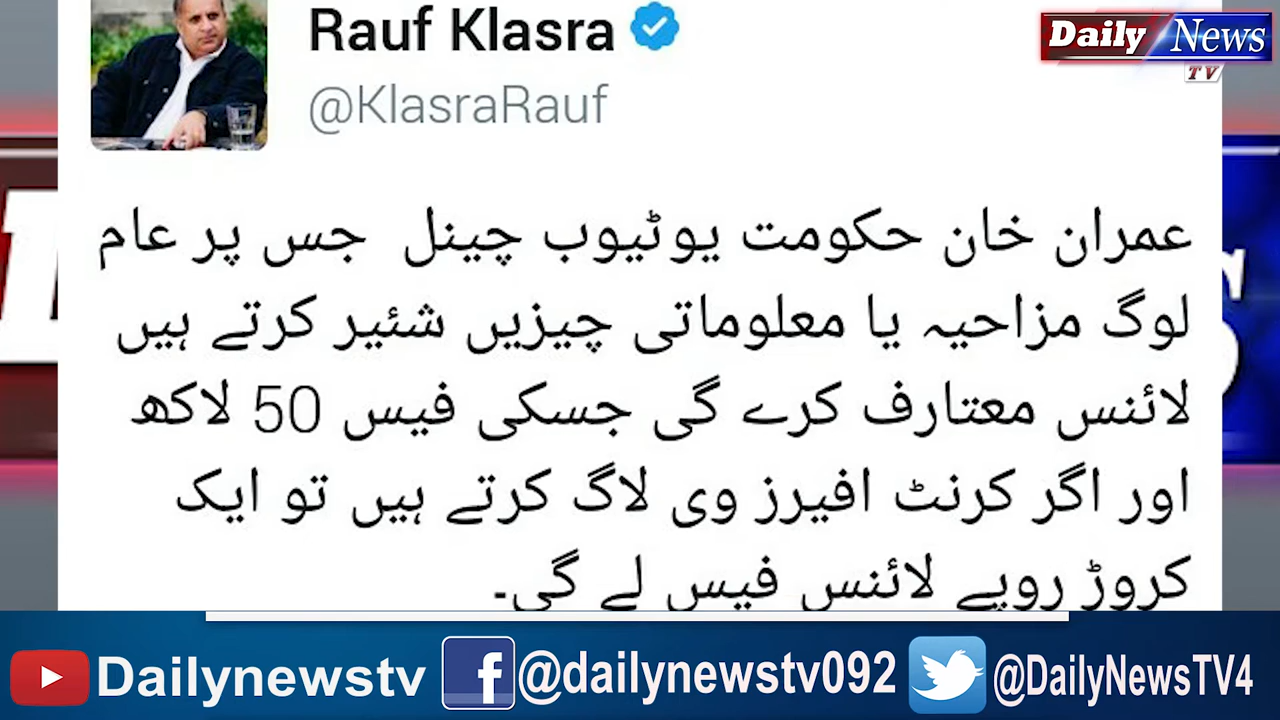 Rauf Klasra
@KlasraRauf
Daily News
TV
عمران خان حکومت یوٹیوب چینل جس پر عام
لوگ مزاحیہ یا معلوماتی چیزیں شئیر کرتے ہیں
لائنس معتارف کرے گی جسکی فیس 50 لاکھ
اور اگر کرنٹ افیرز وی لاگ کرتے ہیں تو ایک
کروڑ روپے لائنس فیس لے گی۔
Dailynewstv
@dailynewstv092
@DailyNewsTV4